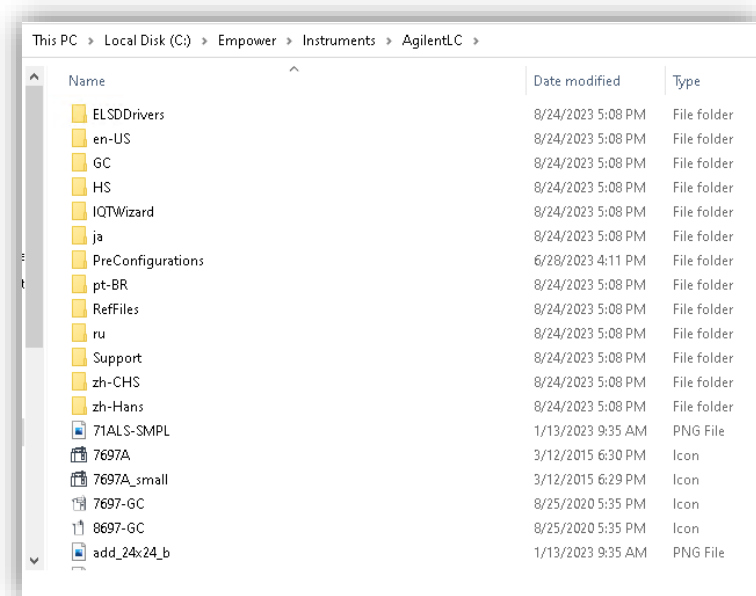 This PC > Local Disk (C:) > Empower > Instruments > AgilentLC >
Name Date modified Type
ELSDDrivers 8/24/2023 5:08 PM File folder
en-US 8/24/2023 5:08 PM File folder
GC 8/24/2023 5:08 PM File folder
HS 8/24/2023 5:08 PM File folder
IQTWizard 8/24/2023 5:08 PM File folder
ja 8/24/2023 5:08 PM File folder
PreConfigurations 6/28/2023 4:11 PM File folder
pt-BR 8/24/2023 5:08 PM File folder
RefFiles 8/24/2023 5:08 PM File folder
ru 8/24/2023 5:08 PM File folder
Support 8/24/2023 5:08 PM File folder
zh-CHS 8/24/2023 5:08 PM File folder
zh-Hans 8/24/2023 5:08 PM File folder
71ALS-SMPL 1/13/2023 9:35 AM PNG File
7697A 3/12/2015 6:30 PM Icon
7697A_small 3/12/2015 6:29 PM Icon
7697-GC 8/25/2020 5:35 PM Icon
8697-GC 8/25/2020 5:35 PM Icon
add_24x24_b 1/13/2023 9:35 AM PNG File